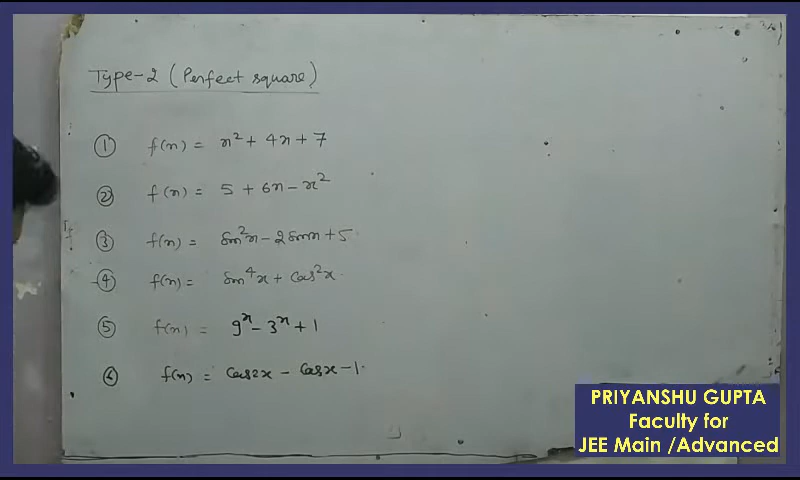 Type-2 (Perfect square)
① f(x) = x² + 4x + 7
② f(x) = 5 + 6x - x²
③ f(x) = sin²x - 2sinx + 5
④ f(x) = sin⁴x + cos²x
⑤ f(x) = 9ˣ - 3ˣ + 1
⑥ f(x) = cos2x - cosx - 1
PRIYANSHU GUPTA
Faculty for
JEE Main /Advanced